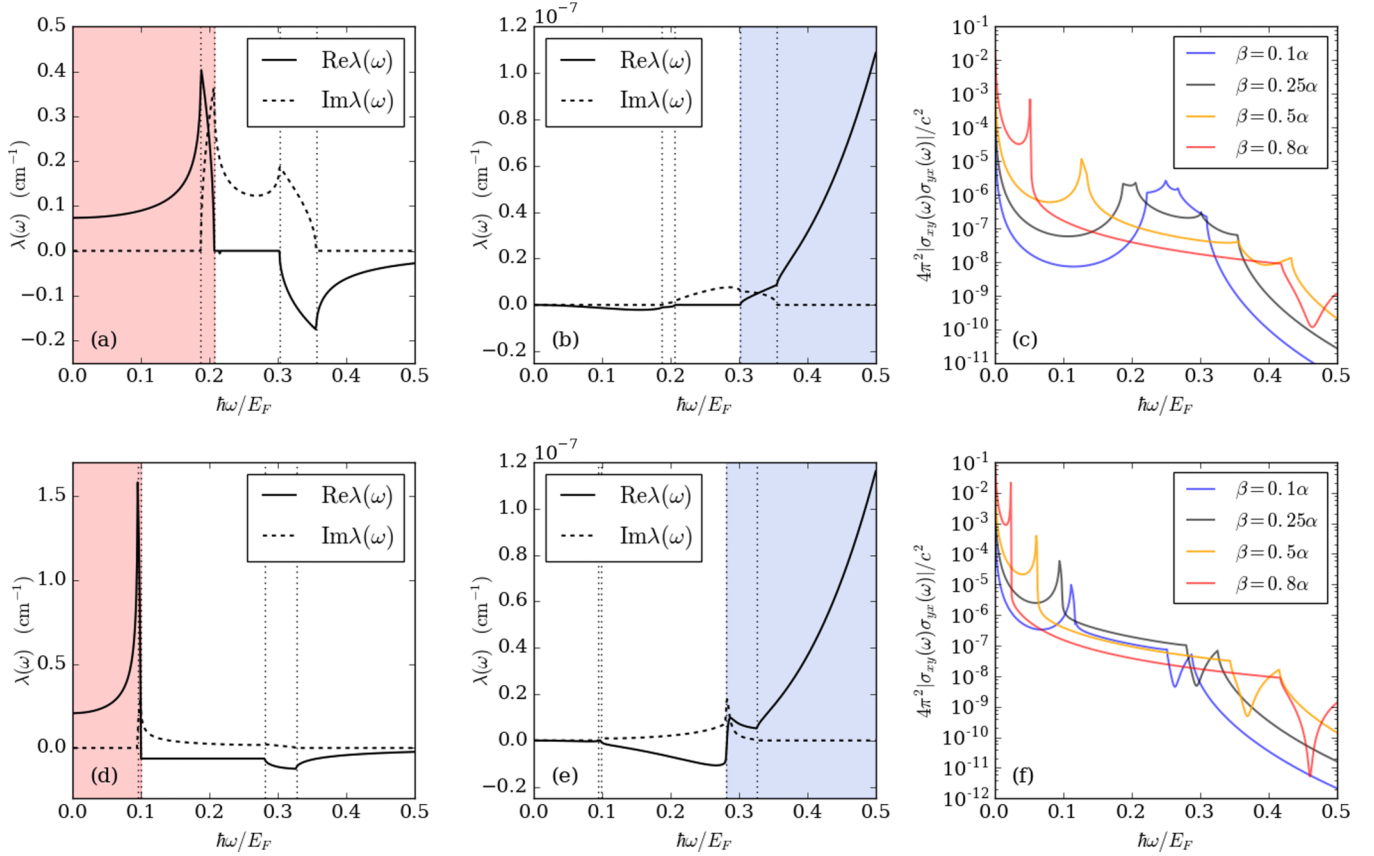 0.5
0.4
0.3
0.2
0.1
0.0
−0.1
−0.2
λ(ω) (cm⁻¹)
Reλ(ω)
Imλ(ω)
(a)
0.0 0.1 0.2 0.3 0.4 0.5
ħω/E_F
10⁻⁷
1.2
1.0
0.8
0.6
0.4
0.2
0.0
−0.2
λ(ω) (cm⁻¹)
Reλ(ω)
Imλ(ω)
(b)
0.0 0.1 0.2 0.3 0.4 0.5
ħω/E_F
10⁻¹
10⁻²
10⁻³
10⁻⁴
10⁻⁵
10⁻⁶
10⁻⁷
10⁻⁸
10⁻⁹
10⁻¹⁰
10⁻¹¹
4π²|σ_xy(ω)σ_yx(ω)|/c²
β=0.1α
β=0.25α
β=0.5α
β=0.8α
(c)
0.0 0.1 0.2 0.3 0.4 0.5
ħω/E_F
1.5
1.0
0.5
0.0
λ(ω) (cm⁻¹)
Reλ(ω)
Imλ(ω)
(d)
0.0 0.1 0.2 0.3 0.4 0.5
ħω/E_F
10⁻⁷
1.2
1.0
0.8
0.6
0.4
0.2
0.0
−0.2
λ(ω) (cm⁻¹)
Reλ(ω)
Imλ(ω)
(e)
0.0 0.1 0.2 0.3 0.4 0.5
ħω/E_F
10⁻¹
10⁻²
10⁻³
10⁻⁴
10⁻⁵
10⁻⁶
10⁻⁷
10⁻⁸
10⁻⁹
10⁻¹⁰
10⁻¹¹
10⁻¹²
4π²|σ_xy(ω)σ_yx(ω)|/c²
β=0.1α
β=0.25α
β=0.5α
β=0.8α
(f)
0.0 0.1 0.2 0.3 0.4 0.5
ħω/E_F